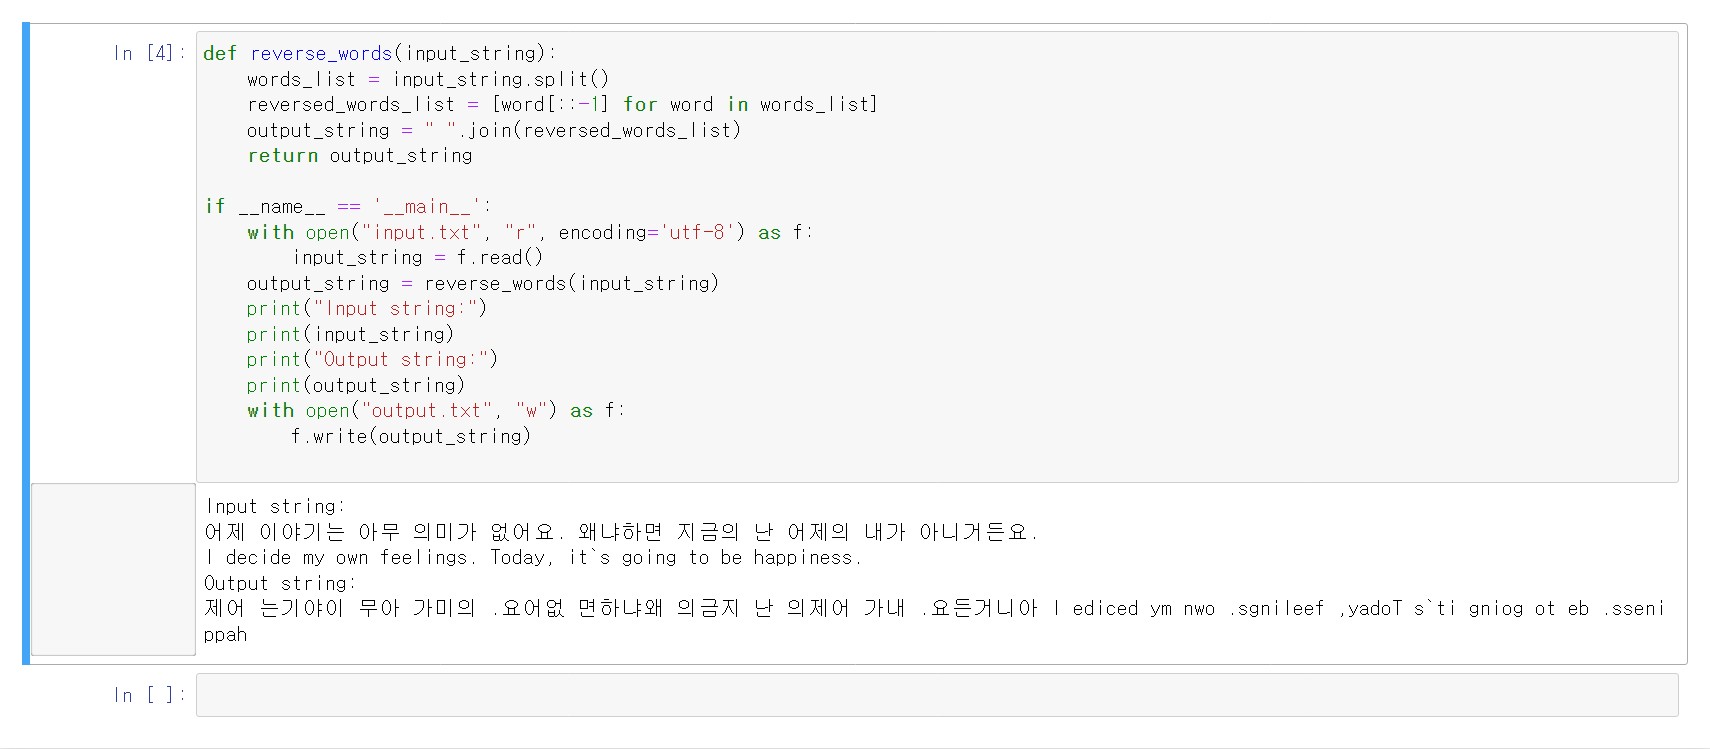 In [4]:
def reverse_words(input_string):
    words_list = input_string.split()
    reversed_words_list = [word[::-1] for word in words_list]
    output_string = " ".join(reversed_words_list)
    return output_string

if __name__ == '__main__':
    with open("input.txt", "r", encoding='utf-8') as f:
        input_string = f.read()
    output_string = reverse_words(input_string)
    print("Input string:")
    print(input_string)
    print("Output string:")
    print(output_string)
    with open("output.txt", "w") as f:
        f.write(output_string)

Input string:
어제 이야기는 아무 의미가 없어요. 왜냐하면 지금의 난 어제의 내가 아니거든요.
I decide my own feelings. Today, it`s going to be happiness.
Output string:
제어 는기야이 무아 가미의 .요어없 면하냐왜 의금지 난 의제어 가내 .요든거니아 I ediced ym nwo .sgnileef ,yadoT s`ti gniog ot eb .sseni
ppah
In [ ]: